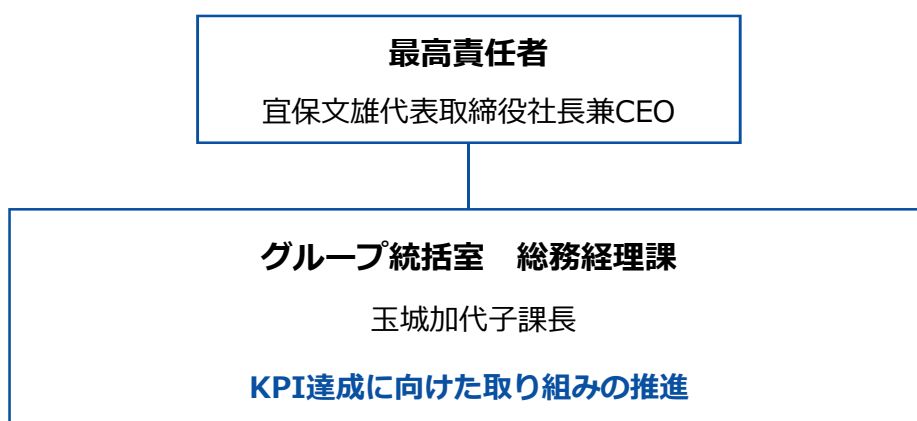 最高責任者
宜保文雄代表取締役社長兼CEO
グループ統括室　総務経理課
玉城加代子課長
KPI達成に向けた取り組みの推進